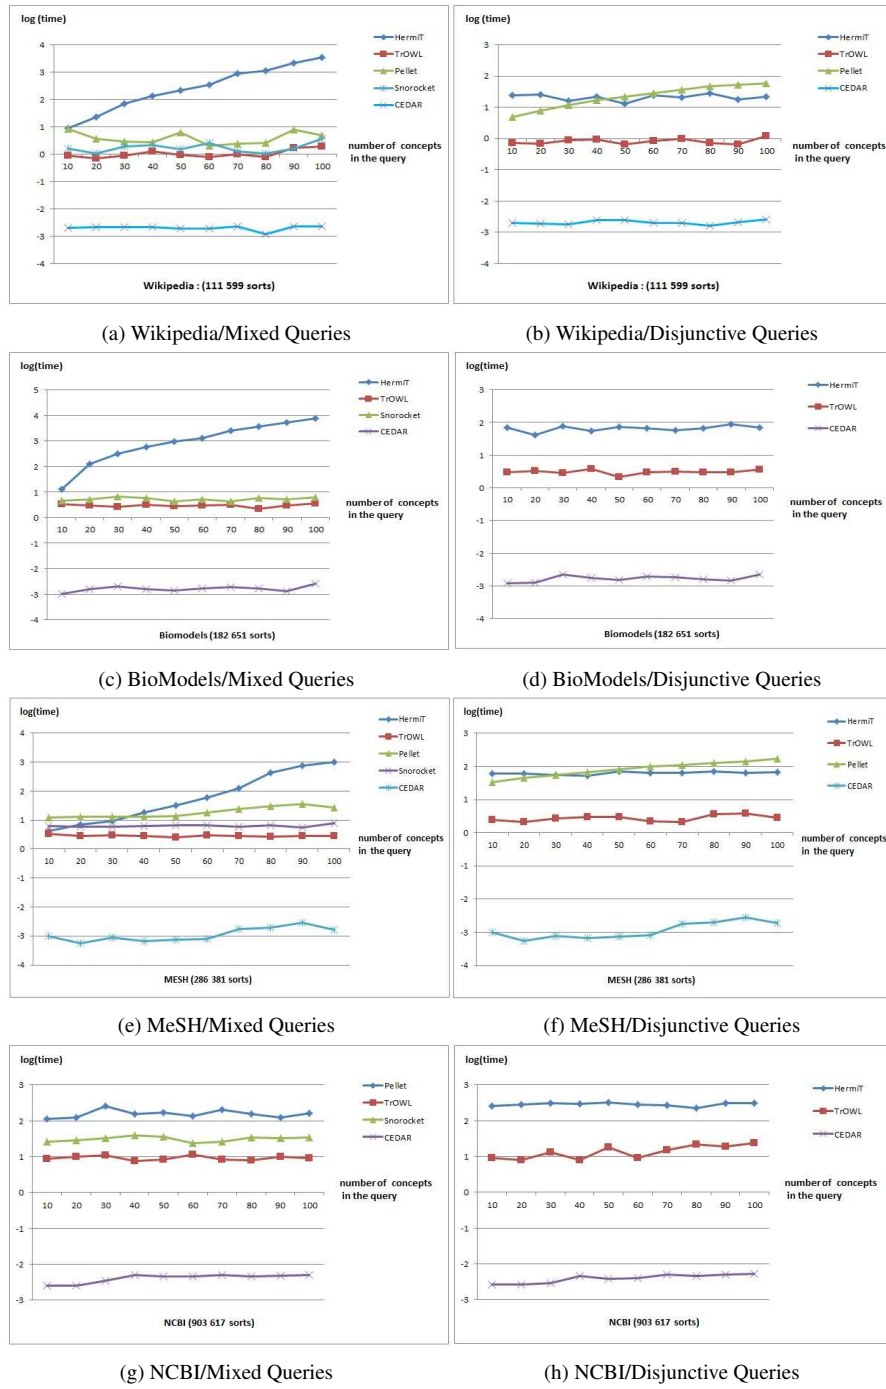 log (time)
HermiT
TrOWL
Pellet
Snorocket
CEDAR
4
3
2
1
0
-1
-2
-3
-4
10 20 30 40 50 60 70 80 90 100
number of concepts
in the query
Wikipedia : (111 599 sorts)
(a) Wikipedia/Mixed Queries
log (time)
HermiT
TrOWL
Pellet
CEDAR
3
2
1
0
-1
-2
-3
-4
10 20 30 40 50 60 70 80 90 100
number of concepts
in the query
Wikipedia : (111 599 sorts)
(b) Wikipedia/Disjunctive Queries
log(time)
HermiT
TrOWL
Snorocket
CEDAR
5
4
3
2
1
0
-1
-2
-3
-4
10 20 30 40 50 60 70 80 90 100
number of concepts
in the query
Biomodels (182 651 sorts)
(c) BioModels/Mixed Queries
log(time)
HermiT
TrOWL
CEDAR
3
2
1
0
-1
-2
-3
-4
10 20 30 40 50 60 70 80 90 100
number of concepts
in the query
Biomodels (182 651 sorts)
(d) BioModels/Disjunctive Queries
log(time)
HermiT
TrOWL
Pellet
Snorocket
CEDAR
4
3
2
1
0
-1
-2
-3
-4
10 20 30 40 50 60 70 80 90 100
number of concepts
in the query
MESH (286 381 sorts)
(e) MeSH/Mixed Queries
log(time)
HermiT
TrOWL
Pellet
CEDAR
3
2
1
0
-1
-2
-3
-4
10 20 30 40 50 60 70 80 90 100
number of concepts
in the query
MESH (286 381 sorts)
(f) MeSH/Disjunctive Queries
log(time)
Pellet
TrOWL
Snorocket
CEDAR
3
2
1
0
-1
-2
-3
10 20 30 40 50 60 70 80 90 100
number of concepts
in the query
NCBI (903 617 sorts)
(g) NCBI/Mixed Queries
log(time)
HermiT
TrOWL
CEDAR
3
2
1
0
-1
-2
-3
10 20 30 40 50 60 70 80 90 100
number of concepts
in the query
NCBI (903 617 sorts)
(h) NCBI/Disjunctive Queries